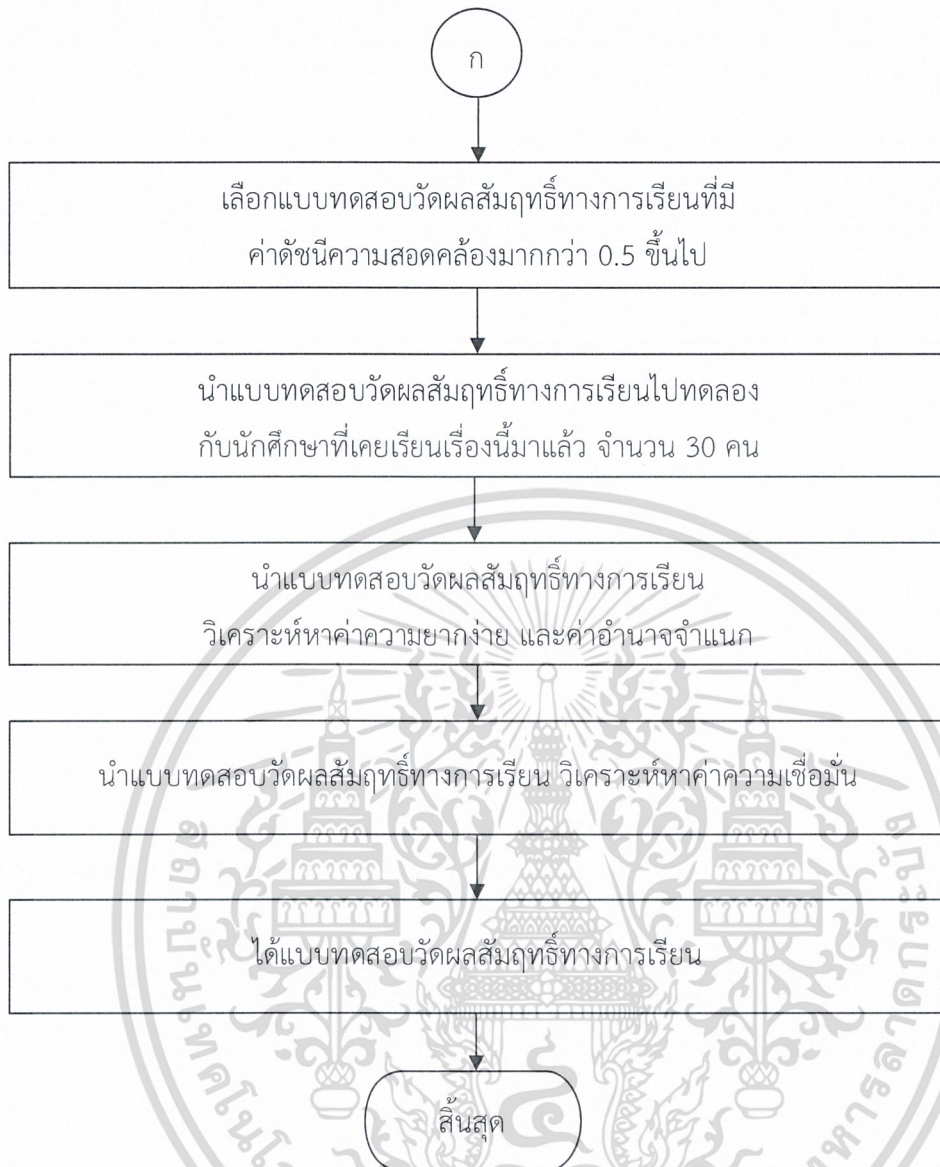 ก
เลือกแบบทดสอบวัดผลสัมฤทธิ์ทางการเรียนที่มี
ค่าดัชนีความสอดคล้องมากกว่า 0.5 ขึ้นไป
นำแบบทดสอบวัดผลสัมฤทธิ์ทางการเรียนไปทดลอง
กับนักศึกษาที่เคยเรียนเรื่องนี้มาแล้ว จำนวน 30 คน
นำแบบทดสอบวัดผลสัมฤทธิ์ทางการเรียน
วิเคราะห์หาค่าความยากง่าย และค่าอำนาจจำแนก
นำแบบทดสอบวัดผลสัมฤทธิ์ทางการเรียน วิเคราะห์หาค่าความเชื่อมั่น
ได้แบบทดสอบวัดผลสัมฤทธิ์ทางการเรียน
สิ้นสุด